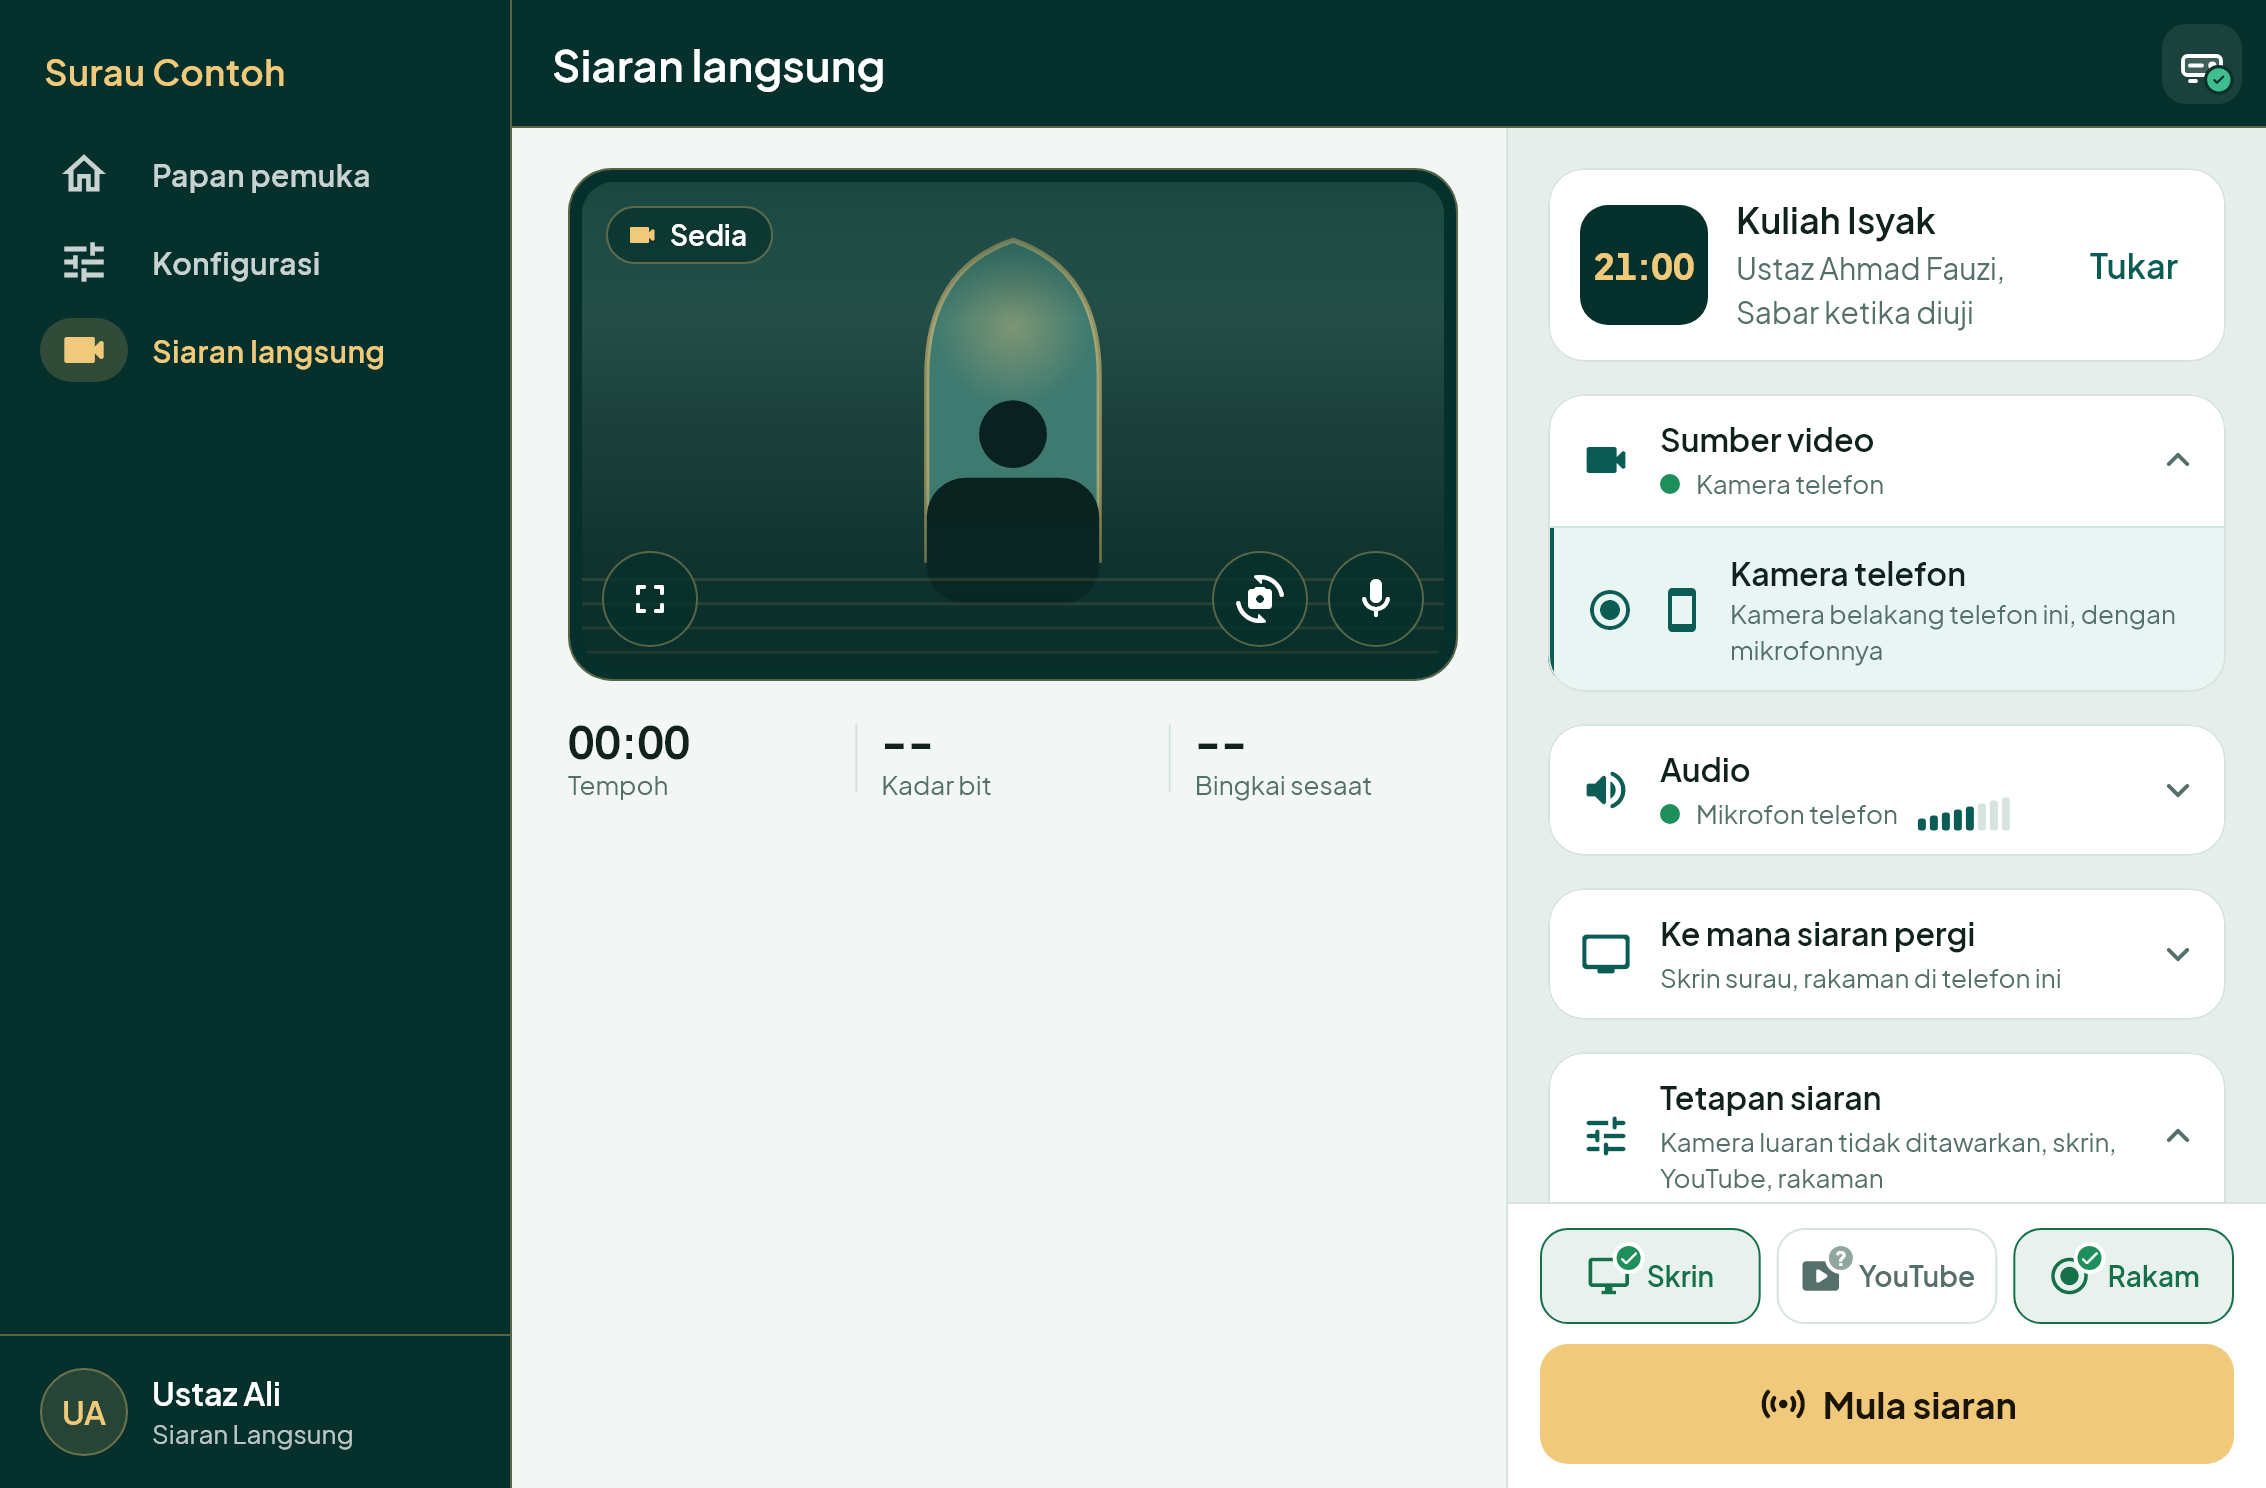 Surau Contoh
Papan pemuka
Konfigurasi
Siaran langsung
Ustaz Ali
UA
Siaran Langsung
Siaran langsung
Sedia
00:00
Tempoh
--
Kadar bit
--
Bingkai sesaat
21:00
Kuliah Isyak
Ustaz Ahmad Fauzi,
Sabar ketika diuji
Tukar
Sumber video
Kamera telefon
Kamera telefon
Kamera belakang telefon ini, dengan
mikrofonnya
Audio
Mikrofon telefon
Ke mana siaran pergi
Skrin surau, rakaman di telefon ini
Tetapan siaran
Kamera luaran tidak ditawarkan, skrin,
YouTube, rakaman
Skrin
? YouTube
Rakam
Mula siaran